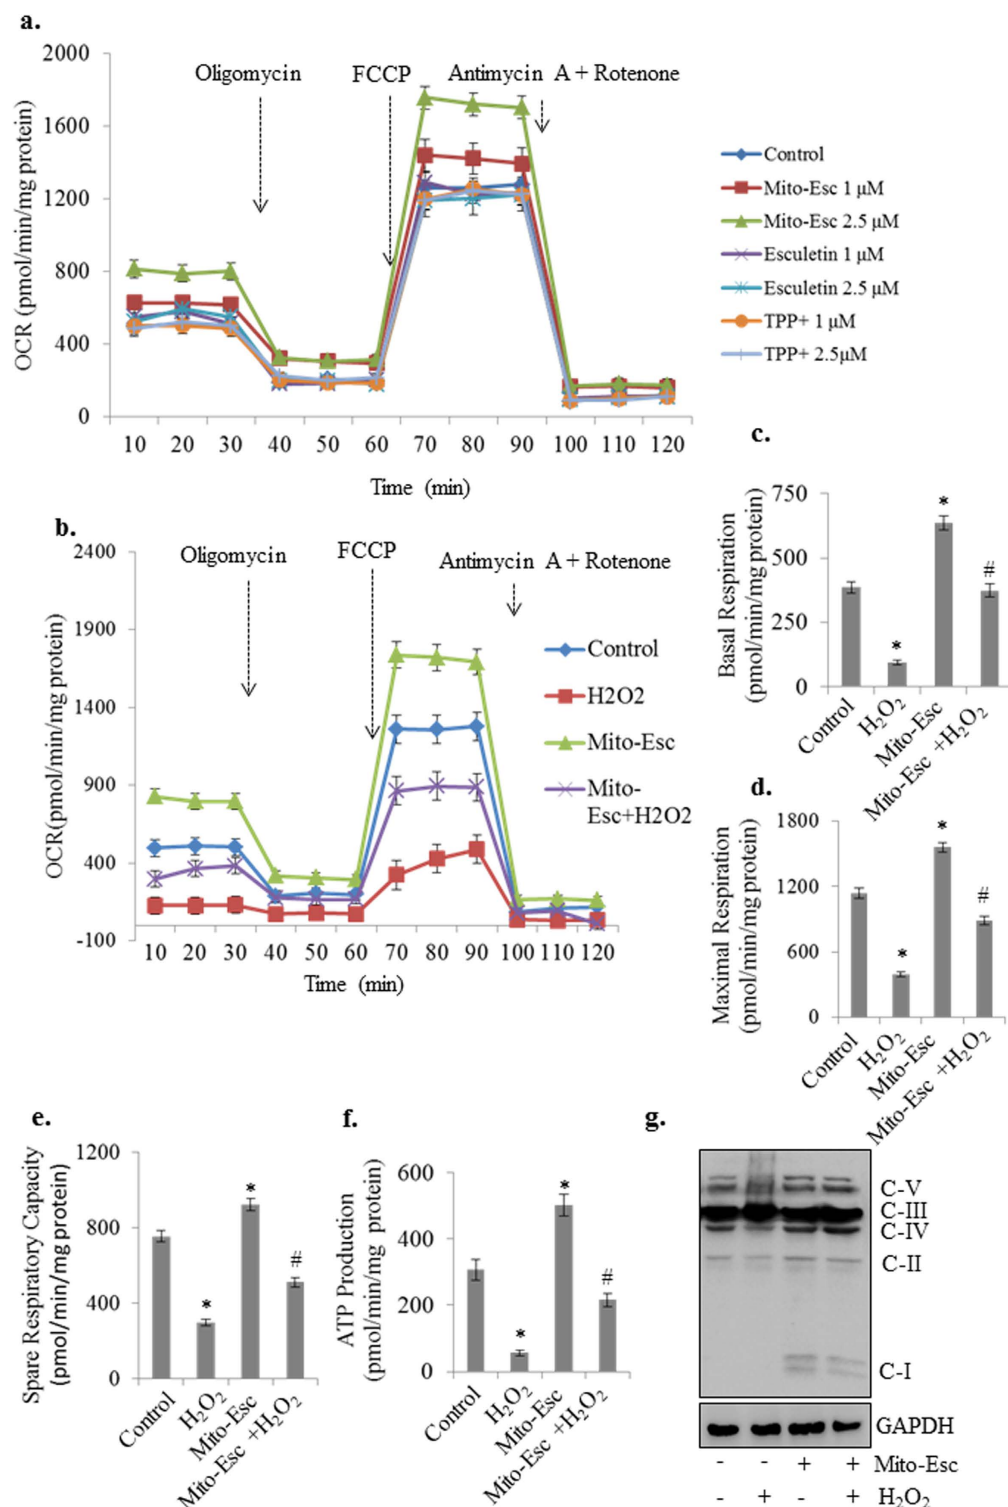 a.
2000
1600
1200
800
400
0
OCR (pmol/min/mg protein)
Oligomycin
FCCP
Antimycin A + Rotenone
10 20 30 40 50 60 70 80 90 100 110 120
Time (min)
Control
Mito-Esc 1 µM
Mito-Esc 2.5 µM
Esculetin 1 µM
Esculetin 2.5 µM
TPP+ 1 µM
TPP+ 2.5µM
b.
2400
1900
1400
900
400
-100
OCR(pmol/min/mg protein)
Oligomycin
FCCP
Antimycin A + Rotenone
10 20 30 40 50 60 70 80 90 100 110 120
Time (min)
Control
H2O2
Mito-Esc
Mito-
Esc+H2O2
c.
750
500
250
0
Basal Respiration
(pmol/min/mg protein)
*
*
#
Control
H₂O₂
Mito-Esc
Mito-Esc +H₂O₂
d.
1800
1200
600
0
Maximal Respiration
(pmol/min/mg protein)
*
*
#
Control
H₂O₂
Mito-Esc
Mito-Esc +H₂O₂
e.
1200
800
400
0
Spare Respiratory Capacity
(pmol/min/mg protein)
*
*
#
Control
H₂O₂
Mito-Esc
Mito-Esc +H₂O₂
f.
600
400
200
0
ATP Production
(pmol/min/mg protein)
*
*
#
Control
H₂O₂
Mito-Esc
Mito-Esc +H₂O₂
g.
C-V
C-III
C-IV
C-II
C-I
GAPDH
- - + + Mito-Esc
- + - + H₂O₂